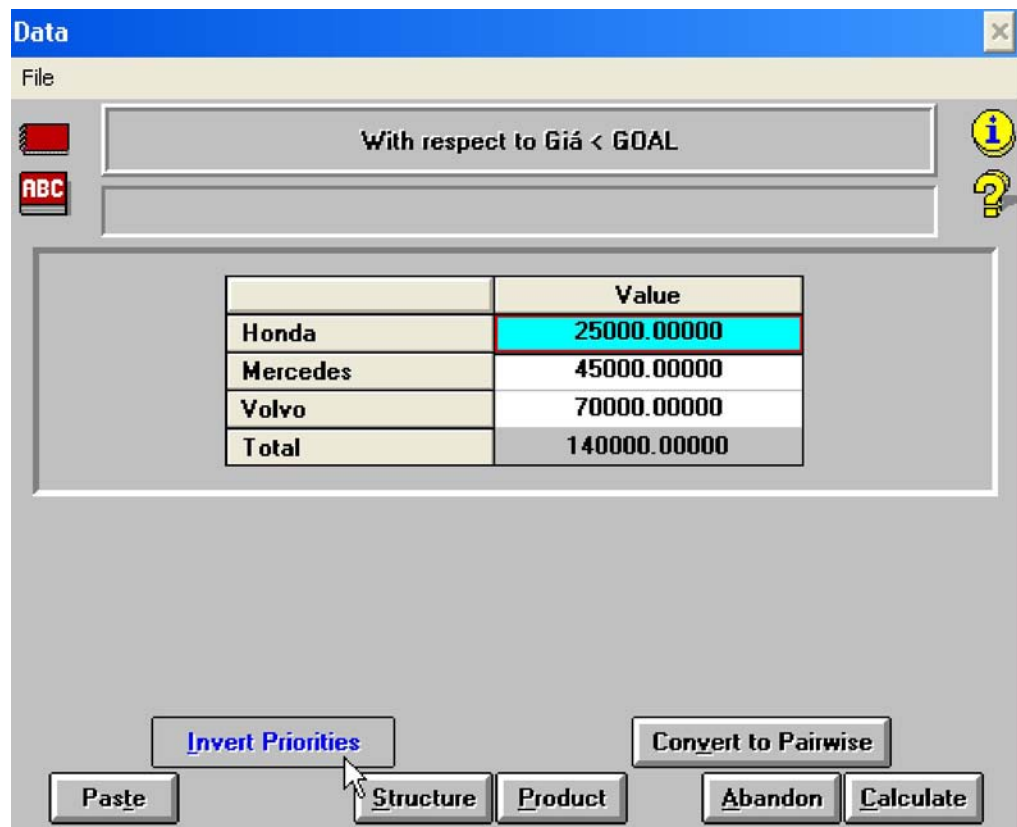 Data
File
With respect to Giá < GOAL
ABC
Value
Honda 25000.00000
Mercedes 45000.00000
Volvo 70000.00000
Total 140000.00000
Invert Priorities Convert to Pairwise
Paste Structure Product Abandon Calculate